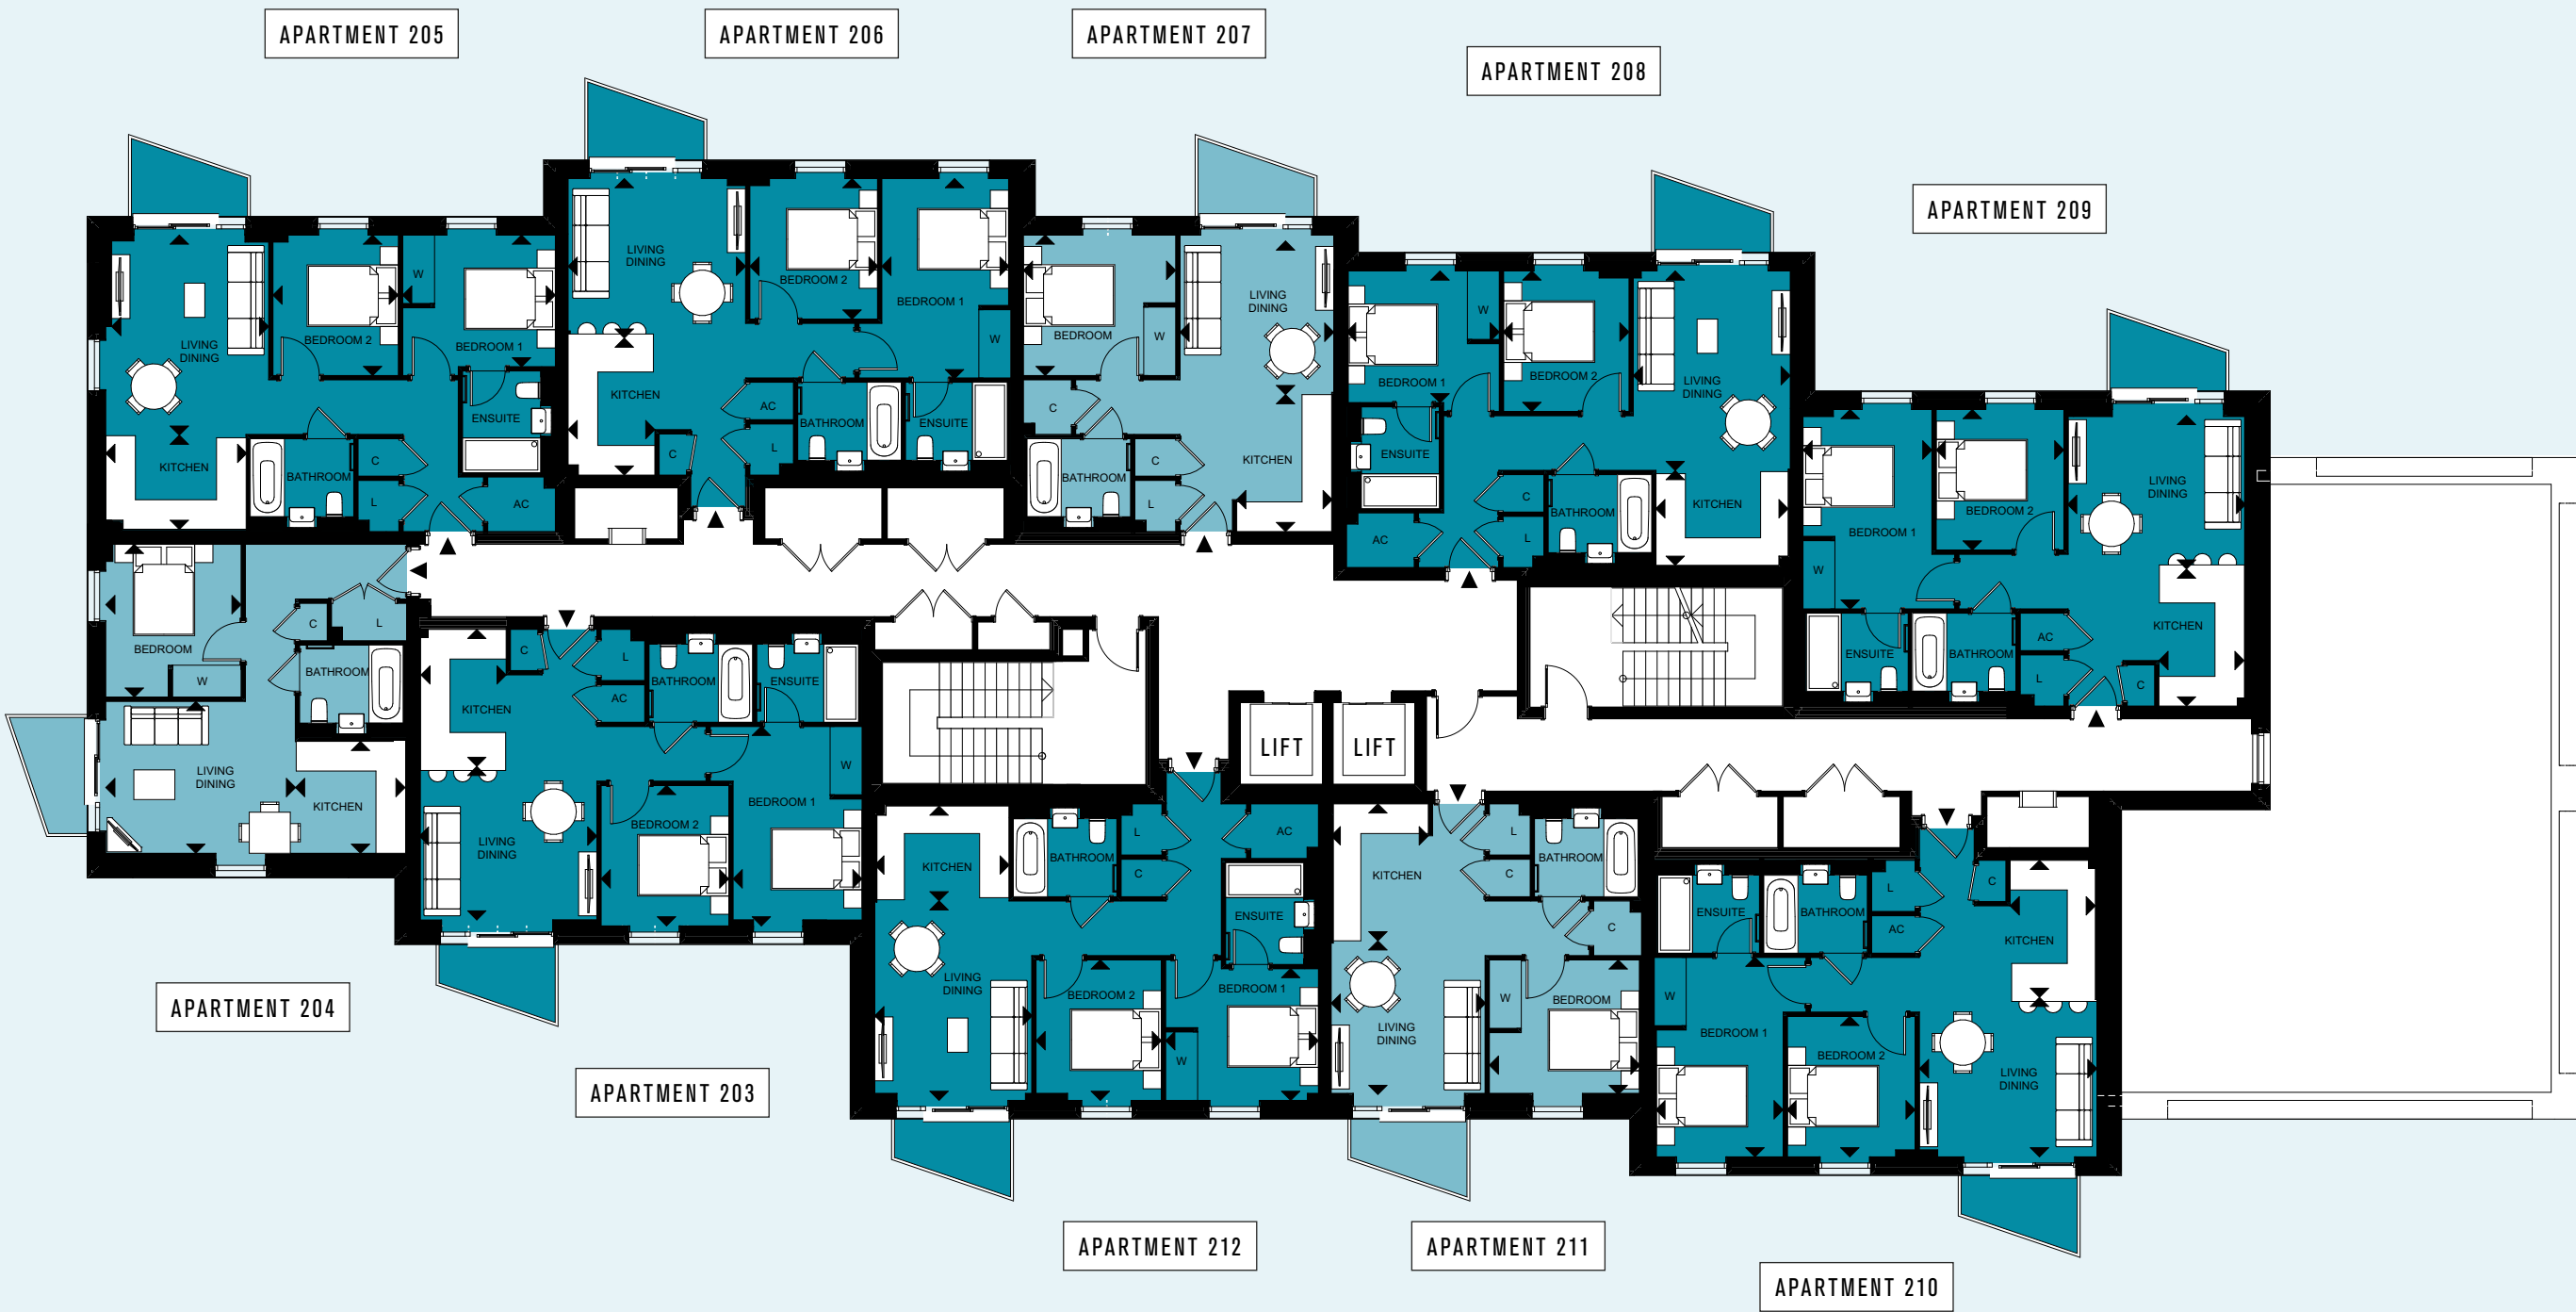 APARTMENT 205
APARTMENT 206
APARTMENT 207
APARTMENT 208
APARTMENT 209
LIVING
DINING
KITCHEN
BEDROOM 2
W
BEDROOM 1
ENSUITE
BATHROOM
C
L
AC
LIVING
DINING
KITCHEN
BEDROOM 2
BEDROOM 1
W
AC
C
L
BATHROOM
ENSUITE
BEDROOM
W
LIVING
DINING
C
BATHROOM
C
L
KITCHEN
BEDROOM 1
W
BEDROOM 2
LIVING
DINING
ENSUITE
AC
C
L
BATHROOM
KITCHEN
BEDROOM 1
W
BEDROOM 2
LIVING
DINING
KITCHEN
ENSUITE
BATHROOM
AC
L
C
BEDROOM
W
C
L
BATHROOM
LIVING
DINING
KITCHEN
C
L
AC
KITCHEN
BATHROOM
ENSUITE
W
BEDROOM 1
BEDROOM 2
LIVING
DINING
LIFT
LIFT
KITCHEN
BATHROOM
L
C
AC
ENSUITE
LIVING
DINING
BEDROOM 2
BEDROOM 1
W
KITCHEN
L
C
BATHROOM
C
W
BEDROOM
LIVING
DINING
ENSUITE
BATHROOM
L
AC
C
KITCHEN
W
BEDROOM 1
BEDROOM 2
LIVING
DINING
APARTMENT 204
APARTMENT 203
APARTMENT 212
APARTMENT 211
APARTMENT 210